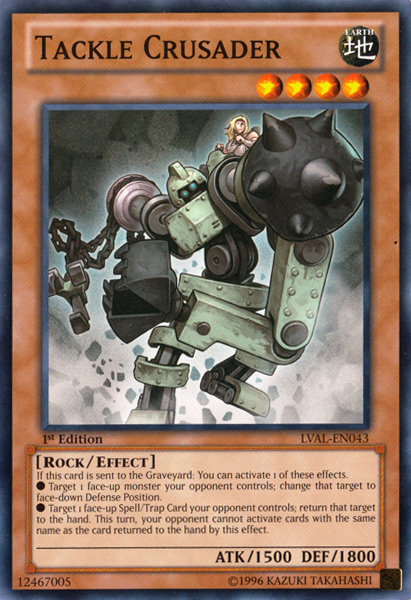 TACKLE CRUSADER
EARTH
地
1st Edition
LVAL-EN043
[ROCK/EFFECT]
If this card is sent to the Graveyard: You can activate 1 of these effects.
● Target 1 face-up monster your opponent controls; change that target to
face-down Defense Position.
● Target 1 face-up Spell/Trap Card your opponent controls; return that target
to the hand. This turn, your opponent cannot activate cards with the same
name as the card returned to the hand by this effect.
ATK/1500 DEF/1800
12467005
©1996 KAZUKI TAKAHASHI